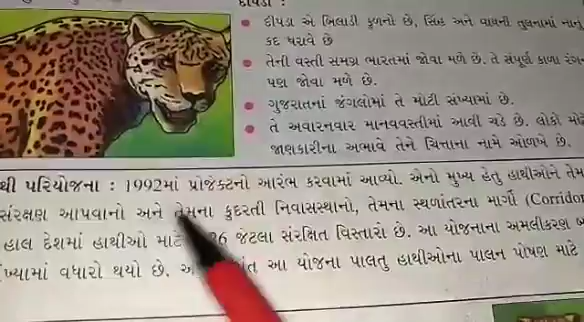 દીપડા :
દીપડા એ બિલાડી કુળનો છે, સિંહ અને વાઘની તુલનામાં નાનુ
કદ ધરાવે છે
તેની વસ્તી સમગ્ર ભારતમાં જોવા મળે છે. તે સંપૂર્ણ કાળા રંગ
પણ જોવા મળે છે.
ગુજરાતનાં જંગલોમાં તે મોટી સંખ્યામાં છે.
તે અવારનવાર માનવવસ્તીમાં આવી ચડે છે. લોકો
જાણકારીના અભાવે તેને ચિત્તાના નામે ઓળખે છે.
થી પરિયોજના : 1992માં પ્રોજેક્ટનો આરંભ કરવામાં આવ્યો. એનો મુખ્ય હેતુ હાથીઓને તેમ
સંરક્ષણ આપવાનો અને તેમના કુદરતી નિવાસસ્થાનો, તેમના સ્થળાંતરના માર્ગો (Corridor
હાલ દેશમાં હાથીઓ માટે 26 જેટલા સંરક્ષિત વિસ્તારો છે. આ યોજનાના અમલીકરણ
ખ્યામાં વધારો થયો છે. આ યોજના પાલતુ હાથીઓના પાલન પોષણ માટે